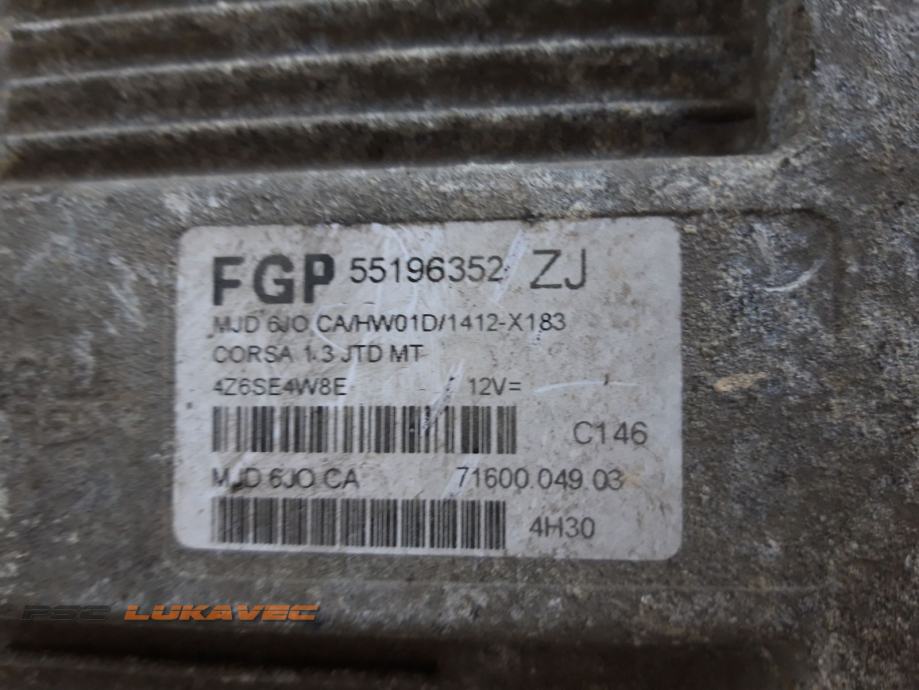 FGP 55196352 ZJ
MJD 6JO CA/HW01D/1412-X183
CORSA 1.3 JTD MT
4Z6SE4W8E 12V=
C146
MJD 6JO CA 71600.049.03
4H30
PSC LUKAVEC